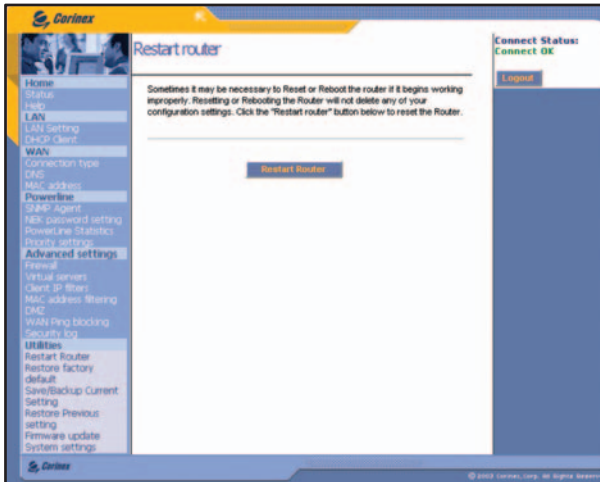 Corinex
Restart router
Connect Status:
Connect OK
Logout
Sometimes it may be necessary to Reset or Reboot the router if it begins working
improperly. Resetting or Rebooting the Router will not delete any of your
configuration settings. Click the "Restart router" button below to reset the Router.
Restart Router
Home
Status
Help
LAN
LAN Setting
DHCP Client
WAN
Connection type
DNS
MAC address
Powerline
SNMP Agent
NEK password setting
PowerLine Statistics
Priority settings
Advanced settings
Firewall
Virtual servers
Client IP filters
MAC address filtering
DMZ
WAN Ping blocking
Security log
Utilities
Restart Router
Restore factory
default
Save/Backup Current
Setting
Restore Previous
setting
Firmware update
System settings
Corinex
© 2003 Corinex, Corp. All Rights Reserved